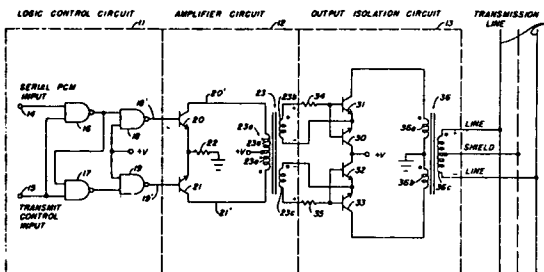 LOGIC CONTROL CIRCUIT 11 AMPLIFIER CIRCUIT 12 OUTPUT ISOLATION CIRCUIT 13 TRANSMISSION LINE
SERIAL PCM INPUT
14
16
18
18'
+V
15
17
19
19'
TRANSMIT CONTROL INPUT
20'
20
22
21
21'
23
23a
23a
23a
+V
23b
23c
34
35
31
30
+V
32
33
36
36a
36b
36c
LINE
SHIELD
LINE